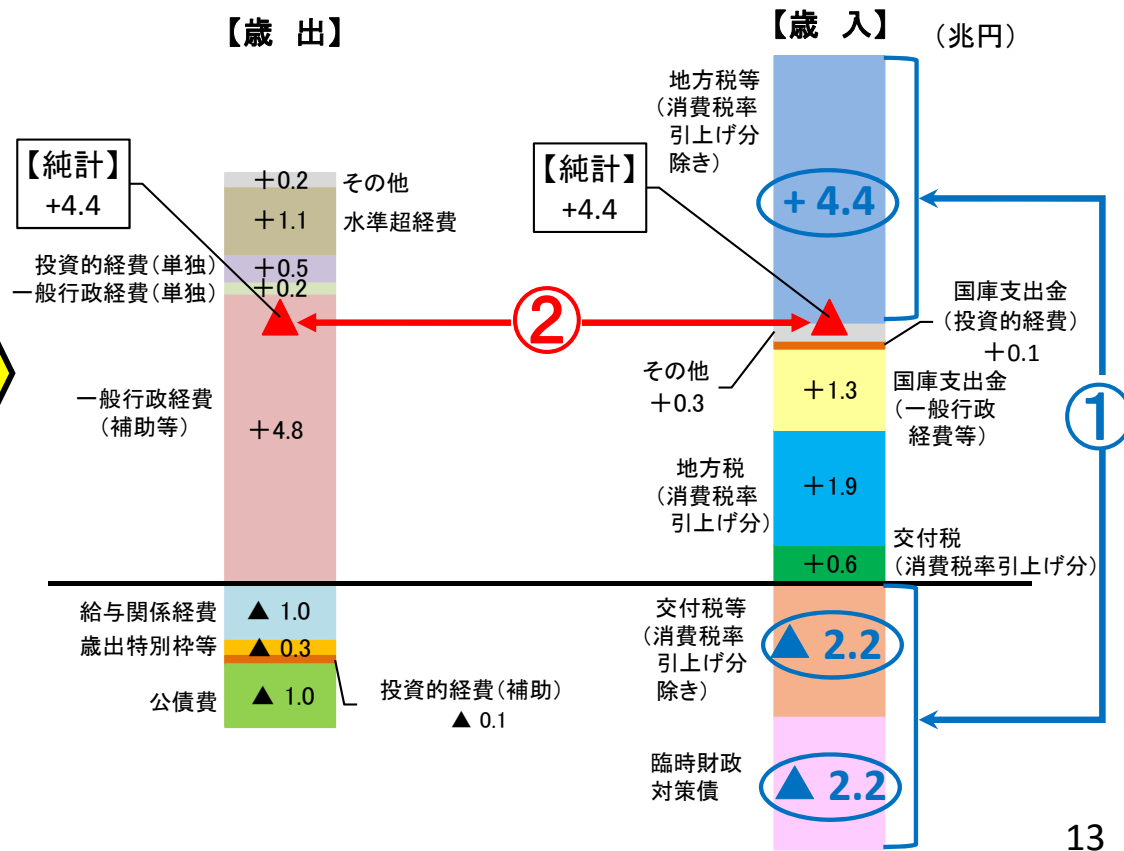 【歳 出】
【純計】
+4.4
+0.2
その他
+1.1
水準超経費
投資的経費(単独)
+0.5
一般行政経費(単独)
+0.2
一般行政経費
(補助等)
+4.8
給与関係経費
▲ 1.0
歳出特別枠等
▲ 0.3
公債費
▲ 1.0
投資的経費(補助)
▲ 0.1
②
【歳 入】
(兆円)
地方税等
(消費税率
引上げ分
除き)
+ 4.4
【純計】
+4.4
国庫支出金
(投資的経費)
+0.1
その他
+0.3
+1.3
国庫支出金
(一般行政
経費等)
地方税
(消費税率
引上げ分)
+1.9
交付税
(消費税率引上げ分)
+0.6
交付税等
(消費税率
引上げ分
除き)
▲ 2.2
臨時財政
対策債
▲ 2.2
①
13